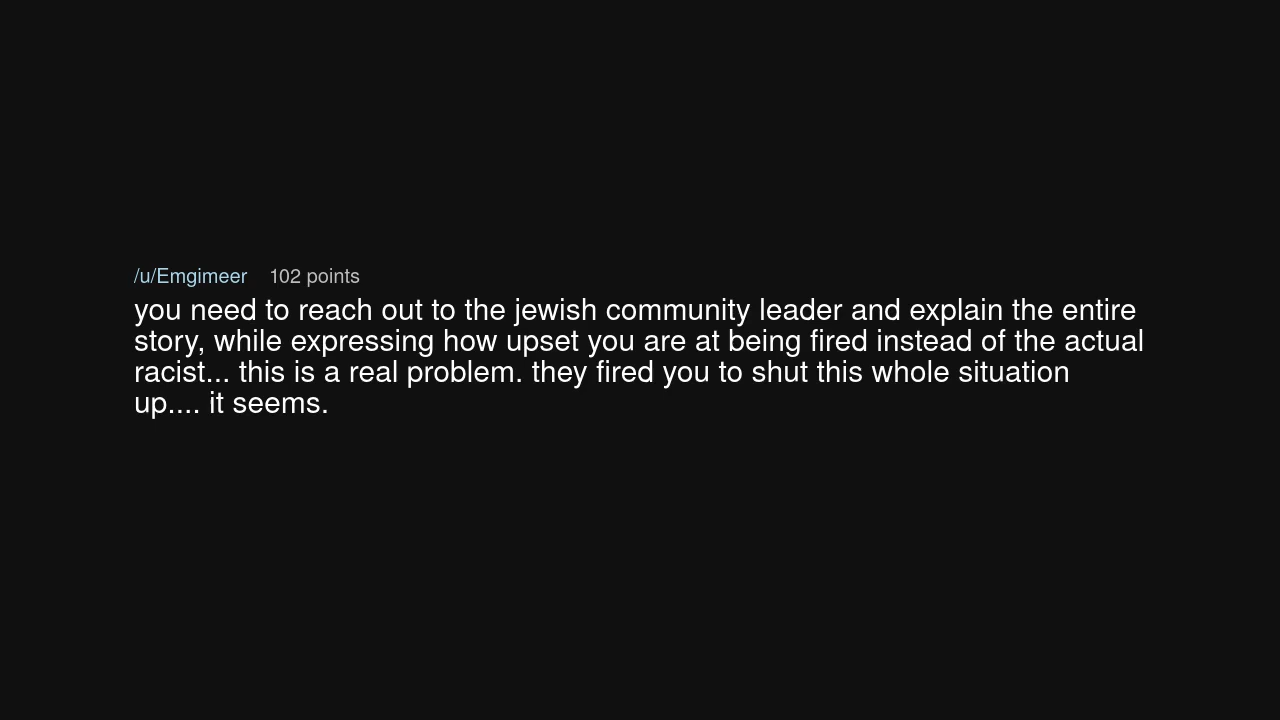 /u/Emgimeer 102 points
you need to reach out to the jewish community leader and explain the entire
story, while expressing how upset you are at being fired instead of the actual
racist... this is a real problem. they fired you to shut this whole situation
up.... it seems.